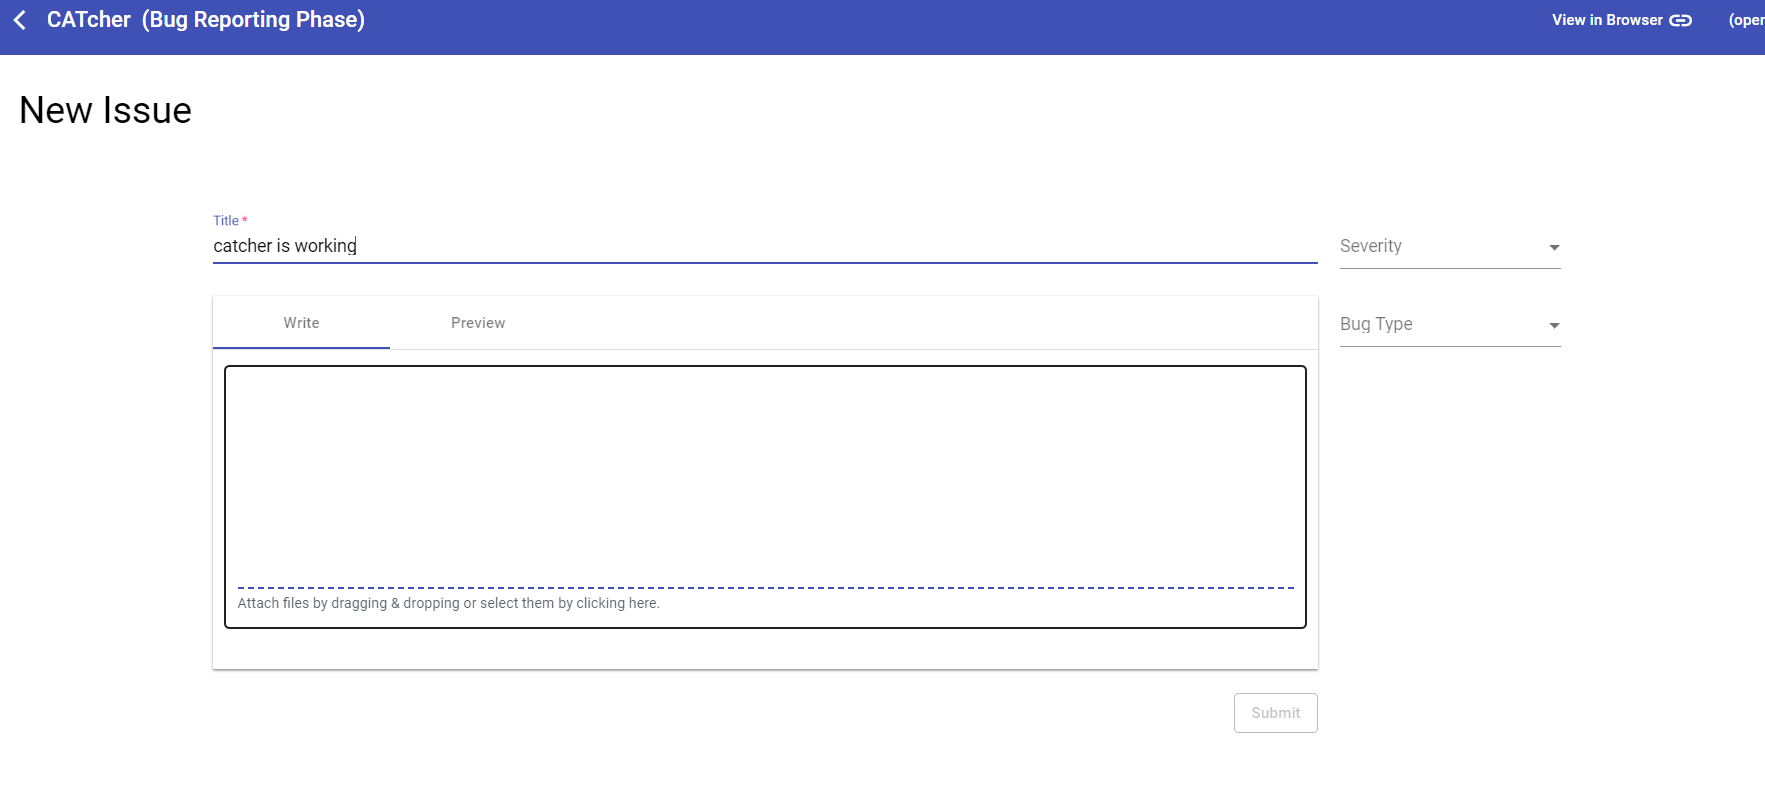 CATcher (Bug Reporting Phase)
View in Browser
New Issue
Title *
catcher is working
Severity
Write
Preview
Bug Type
Attach files by dragging & dropping or select them by clicking here.
Submit